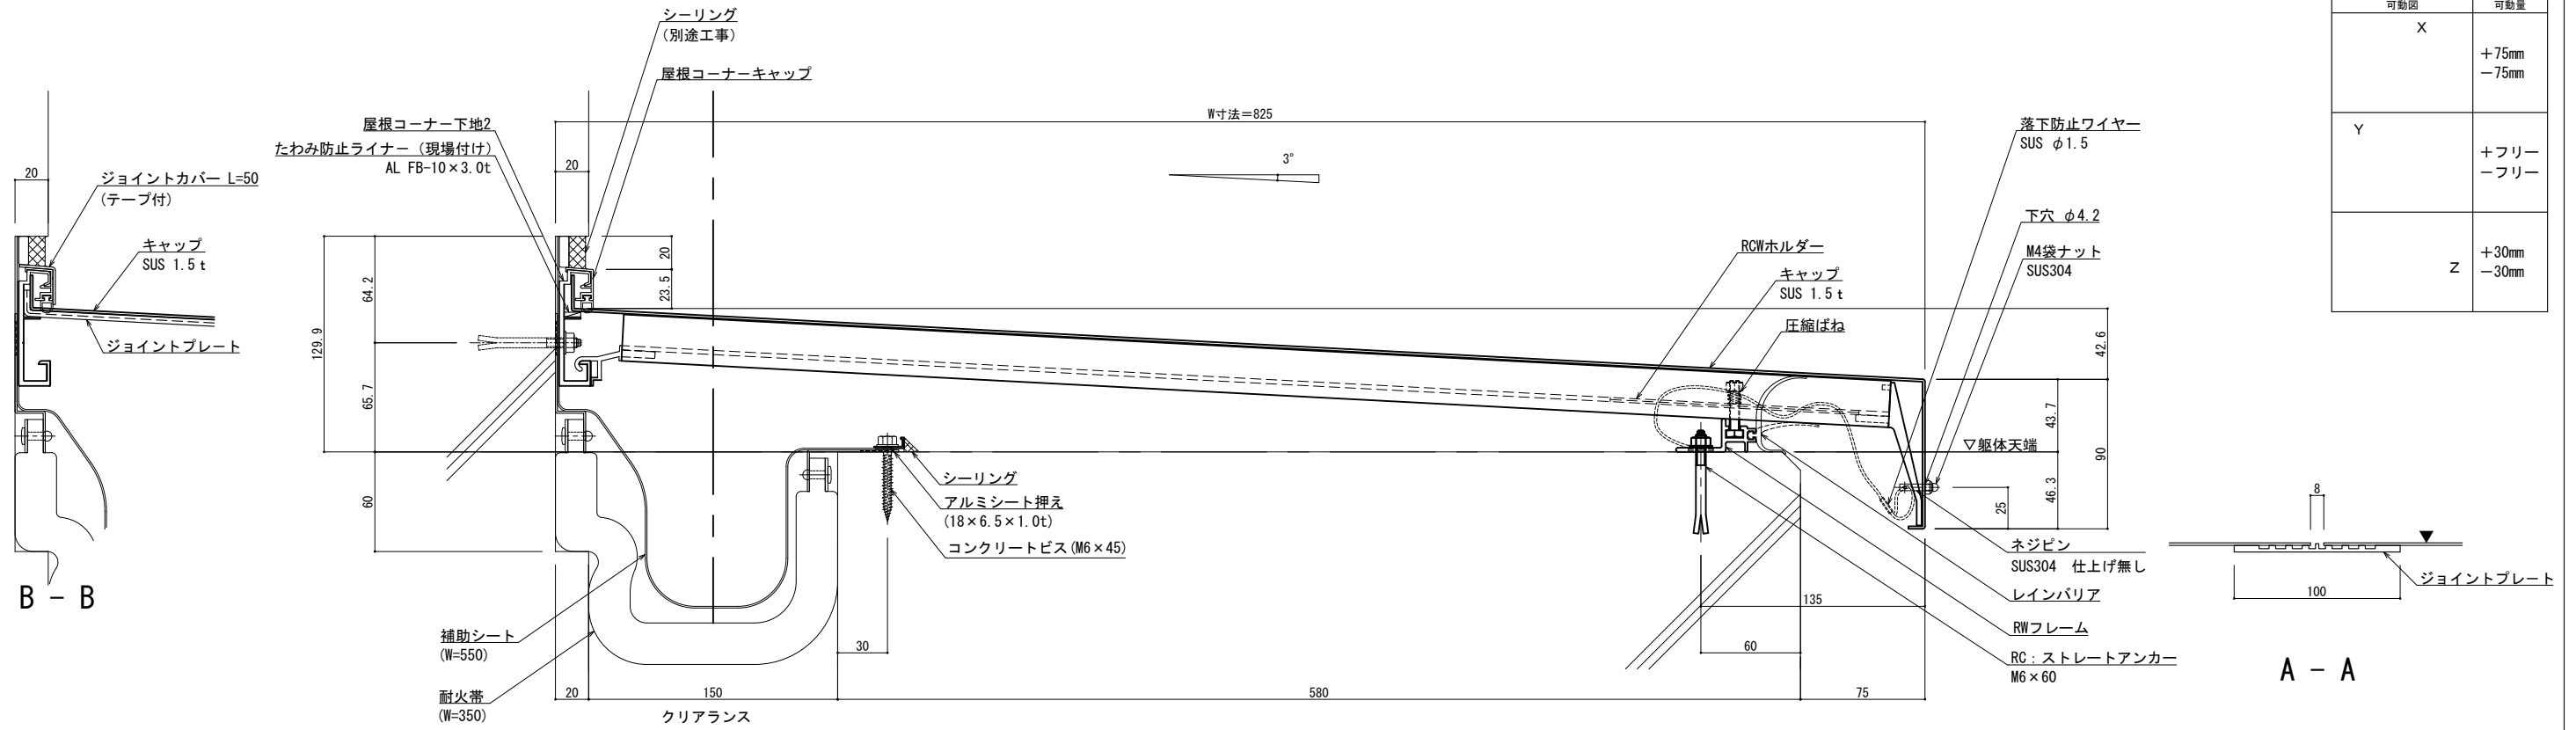 シーリング
(別途工事)
屋根コーナーキャップ
屋根コーナー下地2
たわみ防止ライナー (現場付け)
AL FB-10×3.0t
W寸法=825
20
20
3°
ジョイントカバー L=50
(テープ付)
キャップ
SUS 1.5 t
ジョイントプレート
B - B
129.9
64.2
65.7
60
20
23.5
RCWホルダー
キャップ
SUS 1.5 t
圧縮ばね
落下防止ワイヤー
SUS φ1.5
下穴 φ4.2
M4袋ナット
SUS304
42.6
43.7
90
46.3
25
▽躯体天端
シーリング
アルミシート押え
(18×6.5×1.0t)
コンクリートビス(M6×45)
補助シート
(W=550)
耐火帯
(W=350)
30
20
150
クリアランス
580
75
135
60
ネジピン
SUS304 仕上げ無し
レインバリア
RWフレーム
RC：ストレートアンカー
M6×60
8
▼
ジョイントプレート
100
A - A
可動図
可動量
X
+75mm
-75mm
Y
+フリー
-フリー
Z
+30mm
-30mm